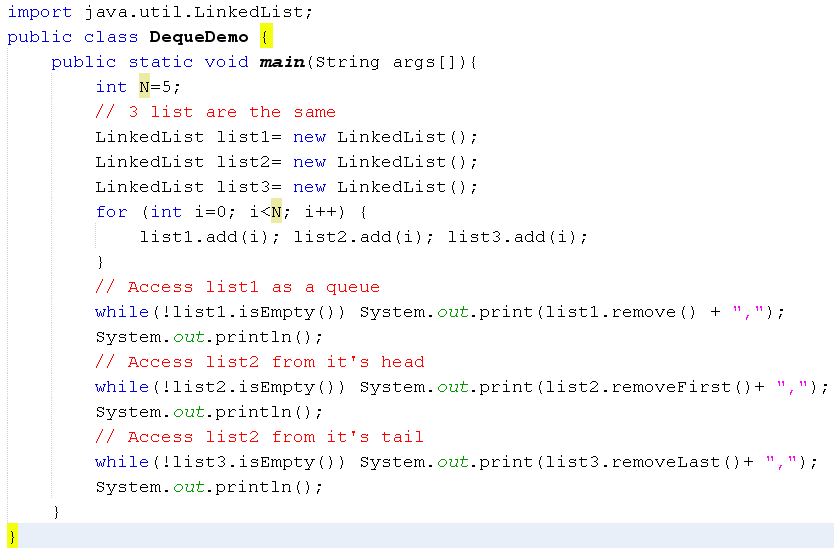 import java.util.LinkedList;
public class DequeDemo {
    public static void main(String args[]){
        int N=5;
        // 3 list are the same
        LinkedList list1= new LinkedList();
        LinkedList list2= new LinkedList();
        LinkedList list3= new LinkedList();
        for (int i=0; i<N; i++) {
            list1.add(i); list2.add(i); list3.add(i);
        }
        // Access list1 as a queue
        while(!list1.isEmpty()) System.out.print(list1.remove() + ",");
        System.out.println();
        // Access list2 from it's head
        while(!list2.isEmpty()) System.out.print(list2.removeFirst()+ ",");
        System.out.println();
        // Access list2 from it's tail
        while(!list3.isEmpty()) System.out.print(list3.removeLast()+ ",");
        System.out.println();
    }
}